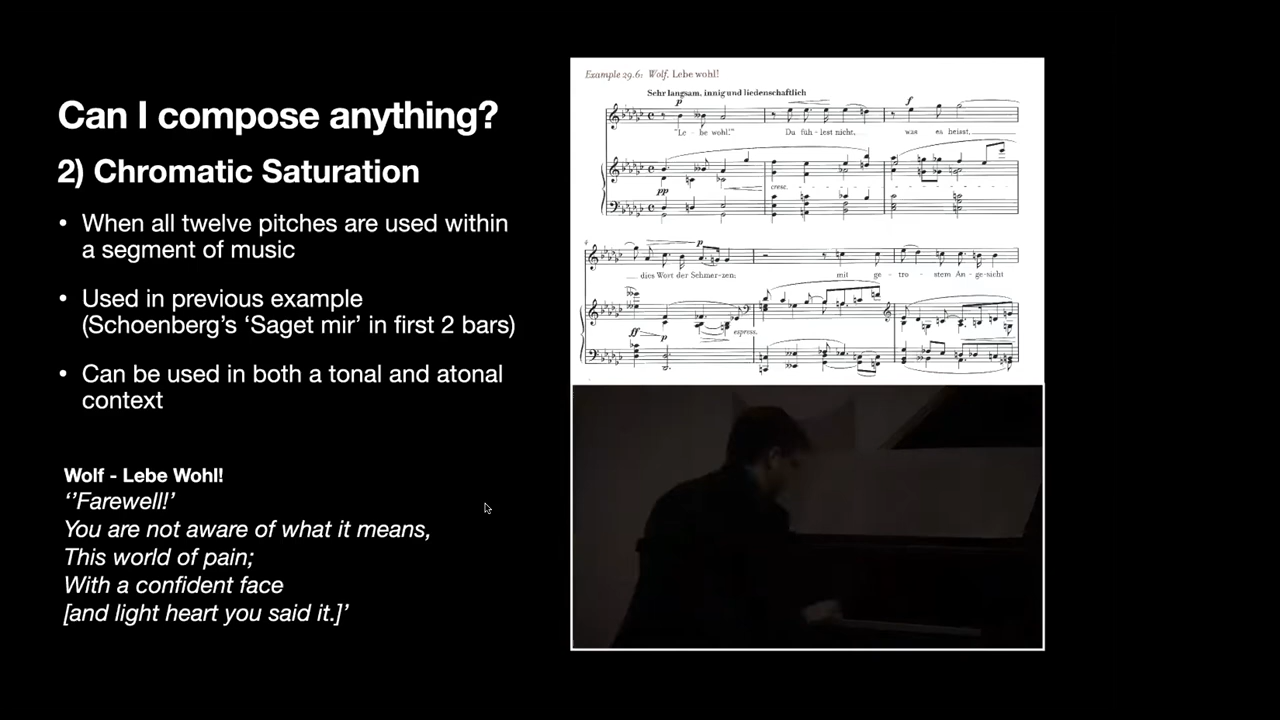 Can I compose anything?
2) Chromatic Saturation
• When all twelve pitches are used within
a segment of music
• Used in previous example
(Schoenberg's 'Saget mir' in first 2 bars)
• Can be used in both a tonal and atonal
context
Wolf - Lebe Wohl!
‘’Farewell!’
You are not aware of what it means,
This world of pain;
With a confident face
[and light heart you said it.]’
Example 29.6: Wolf, Lebe wohl!
Sehr langsam, innig und liedenschaftlich
p f
"Le - be wohl!" Du füh - lest nicht, was es heisst,
pp cresc.
p
dies Wort der Schmerzen; mit ge - tro - stem An - ge - sicht
ff p espress.